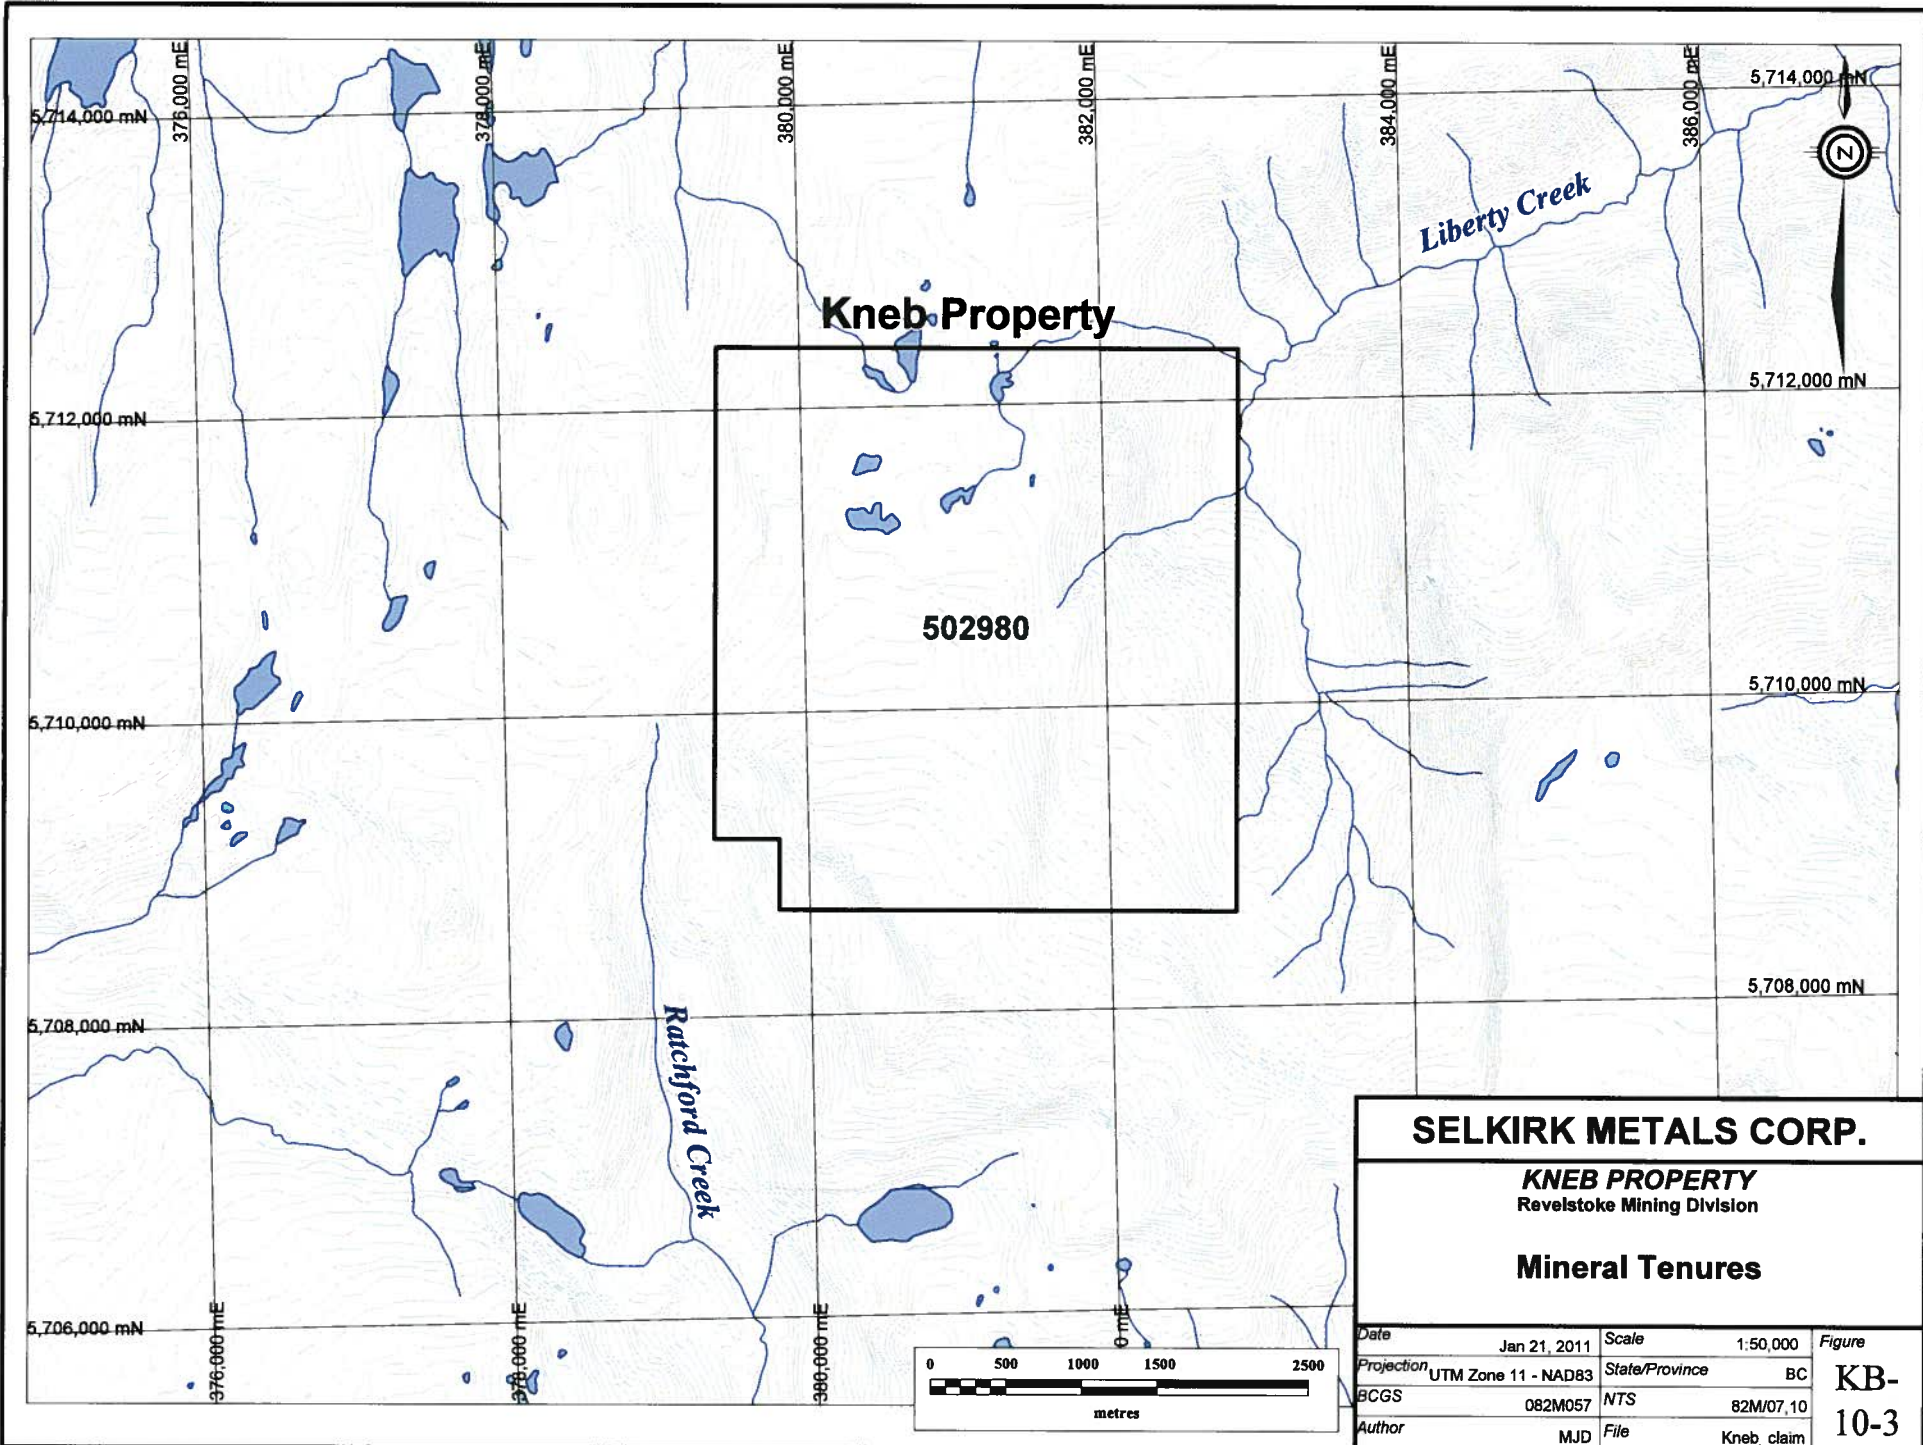 376,000 mE
378,000 mE
380,000 mE
382,000 mE
384,000 mE
386,000 mE
5,714,000 mN
5,714,000 mN
Liberty Creek
Kneb Property
5,712,000 mN
5,712,000 mN
502980
5,710,000 mN
5,710,000 mN
5,708,000 mN
5,708,000 mN
Ratchford Creek
5,706,000 mN
376,000 mE
378,000 mE
380,000 mE
0 mE
N
0 500 1000 1500 2500
metres
SELKIRK METALS CORP.
KNEB PROPERTY
Revelstoke Mining Division
Mineral Tenures
Date Jan 21, 2011 Scale 1:50,000 Figure
Projection UTM Zone 11 - NAD83 State/Province BC
BCGS 082M057 NTS 82M/07,10
Author MJD File Kneb_claim
KB-
10-3